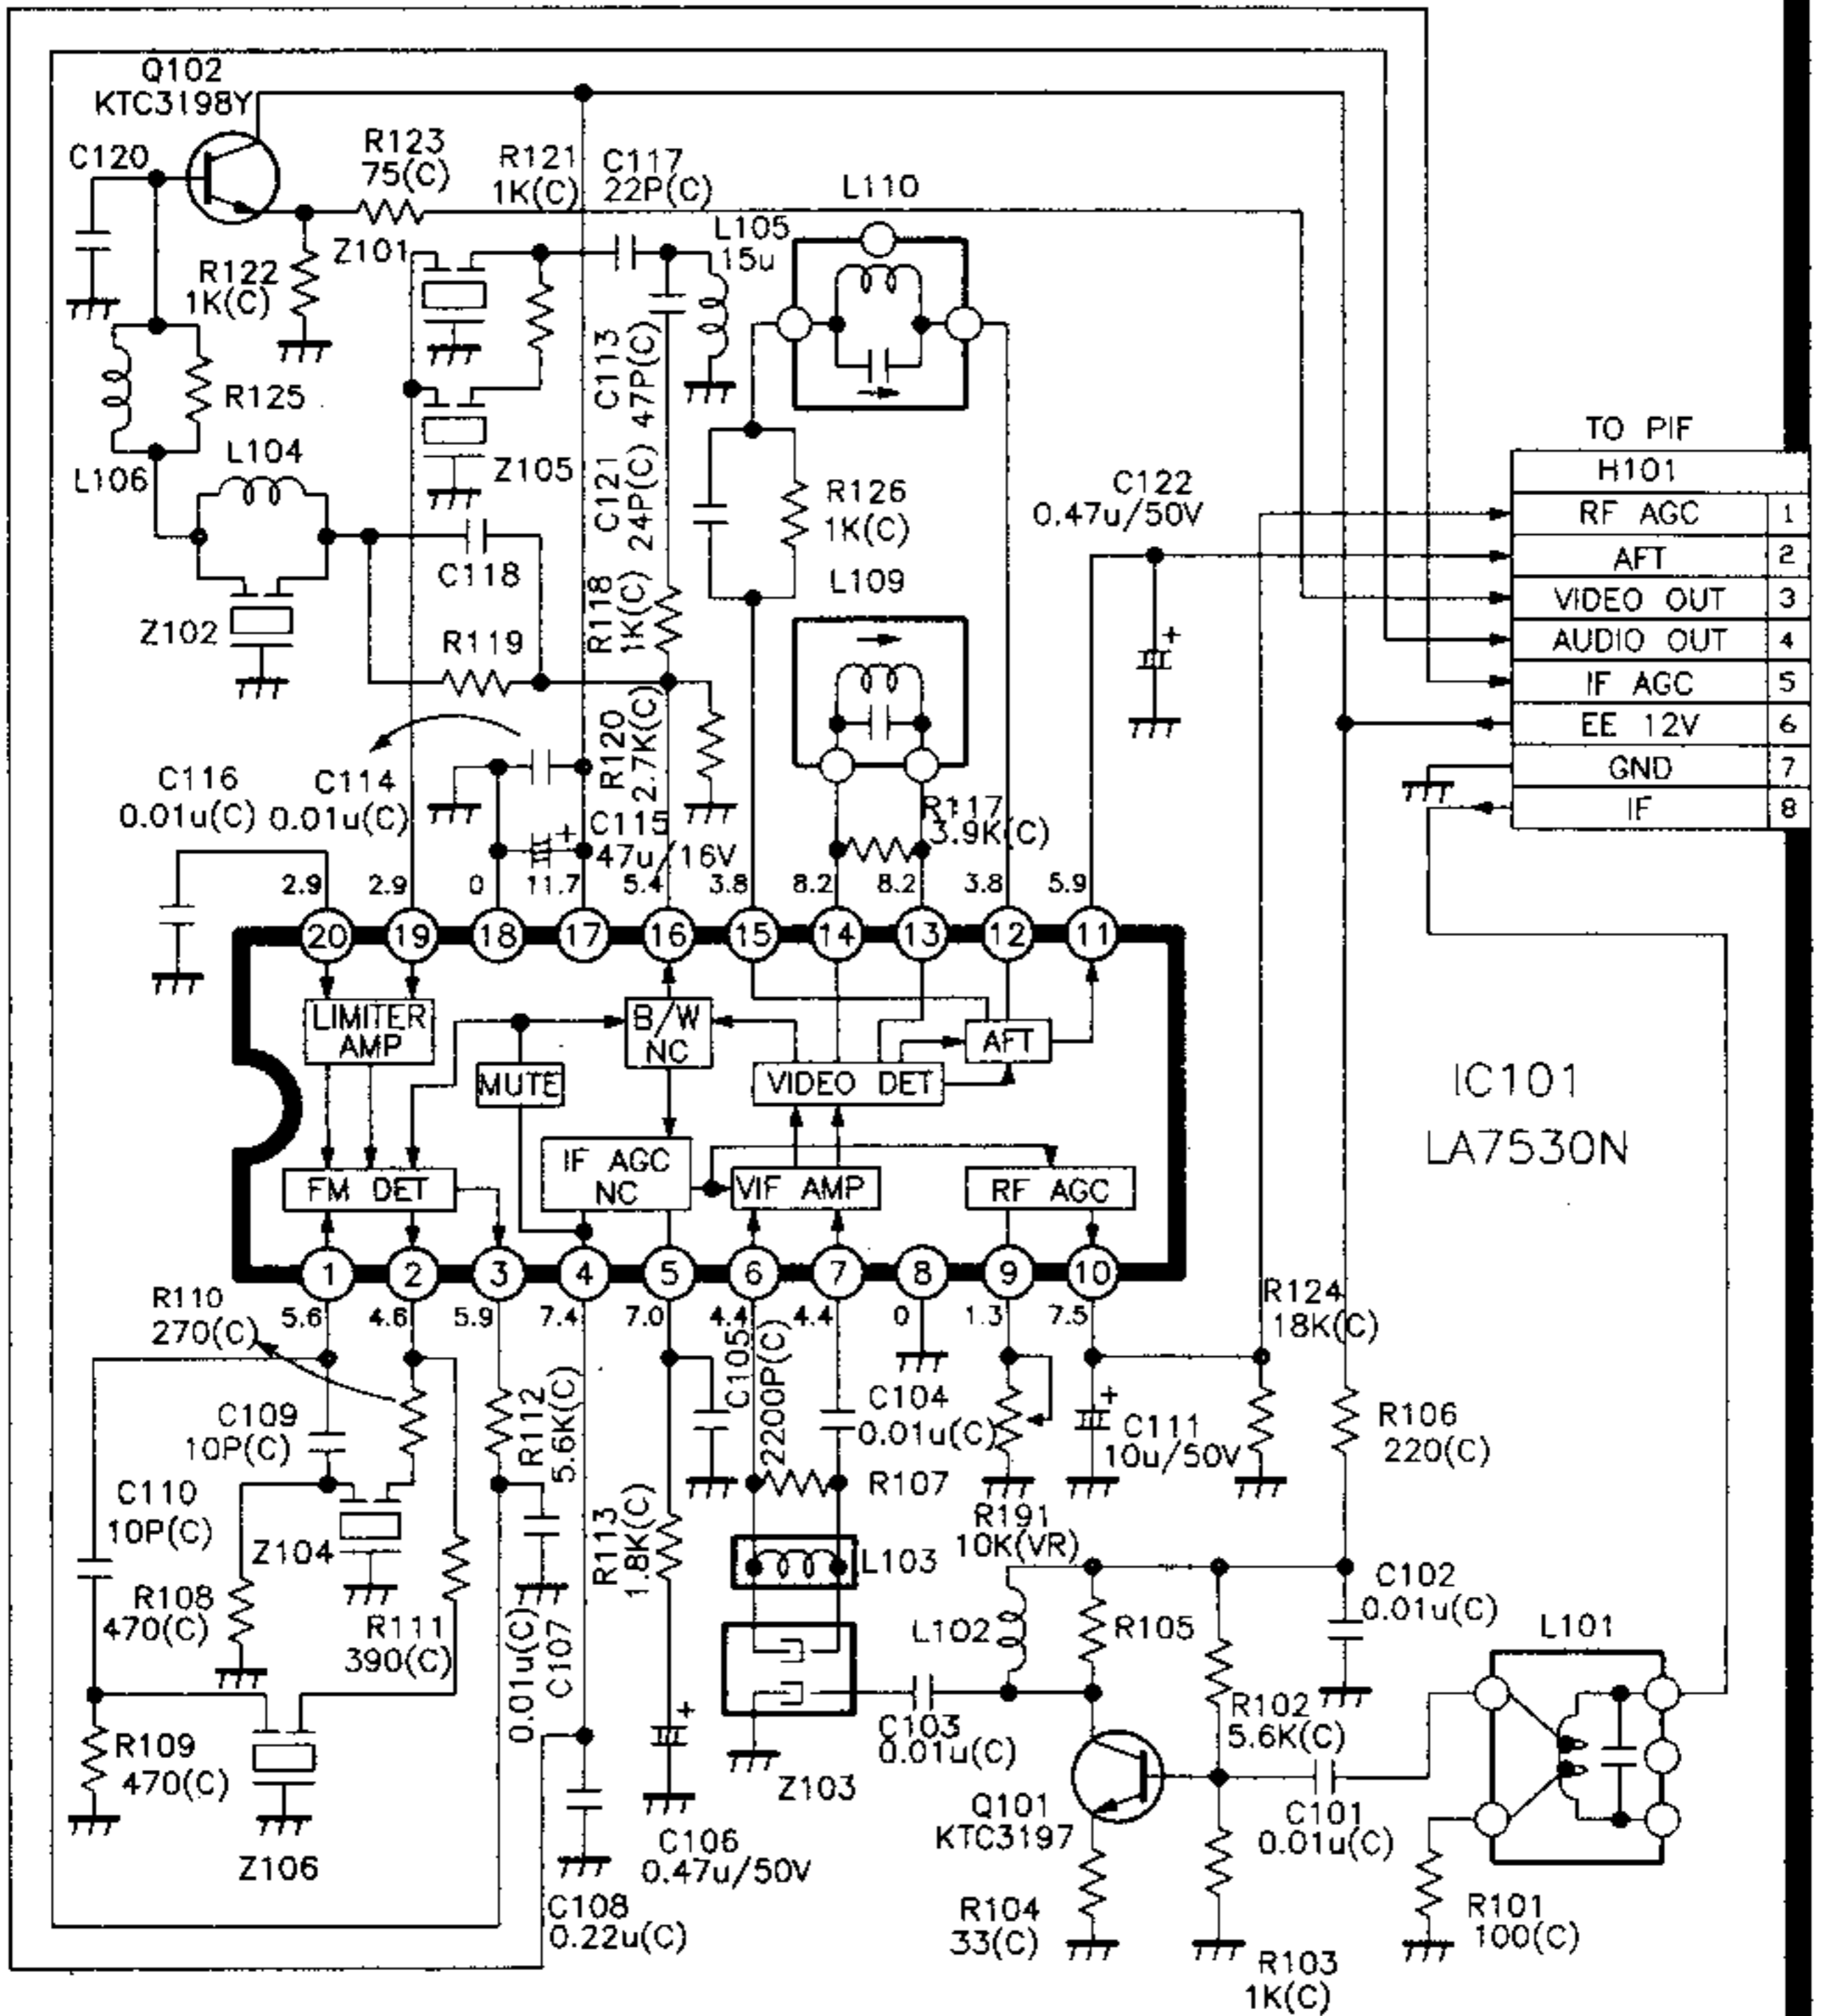 Q102
KTC3198Y
C120
R123
75(C)
R121
1K(C)
C117
22P(C)
L110
Z101
L105
15u
R122
1K(C)
R125
C113
47P(C)
TO PIF
L104
L106
Z105
C121
24P(C)
R126
1K(C)
C122
0.47u/50V
H101
RF AGC 1
AFT 2
VIDEO OUT 3
AUDIO OUT 4
IF AGC 5
EE 12V 6
GND 7
IF 8
C118
L109
Z102
R119
R118
1K(C)
R120
2.7K(C)
C116
0.01u(C)
C114
0.01u(C)
C115
47u/16V
R117
3.9K(C)
2.9 2.9 0 11.7 5.4 3.8 8.2 8.2 3.8 5.9
20 19 18 17 16 15 14 13 12 11
LIMITER
AMP
B/W
NC
AFT
MUTE
VIDEO DET
IC101
LA7530N
IF AGC
NC
FM DET
VIF AMP
RF AGC
1 2 3 4 5 6 7 8 9 10
5.6 4.6 5.9 7.4 7.0 4.4 4.4 0 1.3 7.5
R110
270(C)
R124
18K(C)
C105
2200P(C)
R112
5.6K(C)
C104
0.01u(C)
C109
10P(C)
C111
10u/50V
R106
220(C)
C110
10P(C)
R107
R191
10K(VR)
Z104
R113
1.8K(C)
L103
R108
470(C)
R111
390(C)
C107
0.01u(C)
L102
R105
C102
0.01u(C)
L101
R102
5.6K(C)
C103
0.01u(C)
R109
470(C)
Z103
Q101
KTC3197
C101
0.01u(C)
Z106
C106
0.47u/50V
C108
0.22u(C)
R104
33(C)
R101
100(C)
R103
1K(C)